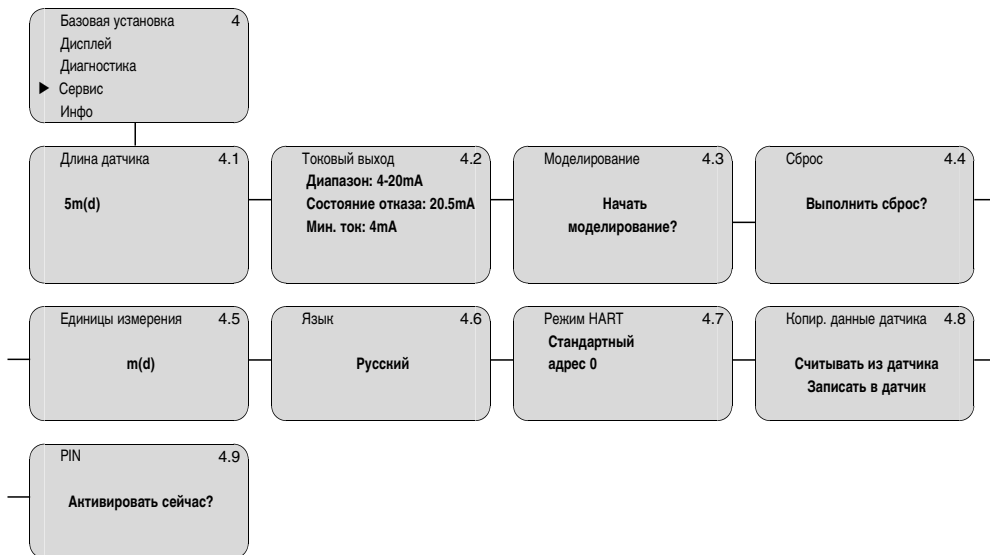 Базовая установка 4
Дисплей
Диагностика
▶ Сервис
Инфо
Длина датчика 4.1
5m(d)
Токовый выход 4.2
Диапазон: 4-20mA
Состояние отказа: 20.5mA
Мин. ток: 4mA
Моделирование 4.3
Начать
моделирование?
Сброс 4.4
Выполнить сброс?
Единицы измерения 4.5
m(d)
Язык 4.6
Русский
Режим HART 4.7
Стандартный
адрес 0
Копир. данные датчика 4.8
Считывать из датчика
Записать в датчик
PIN 4.9
Активировать сейчас?